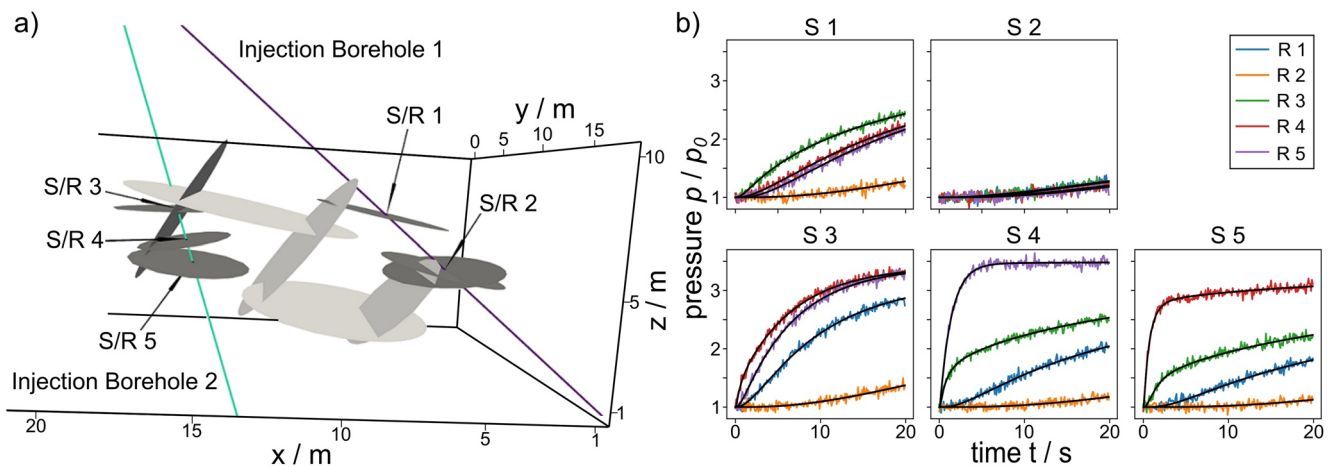 a)
Injection Borehole 1
y / m
0
5
10
15
S/R 1
10
S/R 3
S/R 2
S/R 4
5
z / m
S/R 5
Injection Borehole 2
1
20
15
10
5
1
x / m
b)
S 1
S 2
R 1
R 2
R 3
R 4
R 5
3
2
1
pressure p / p0
S 3
S 4
S 5
3
2
1
0
10
20
0
10
20
0
10
20
time t / s